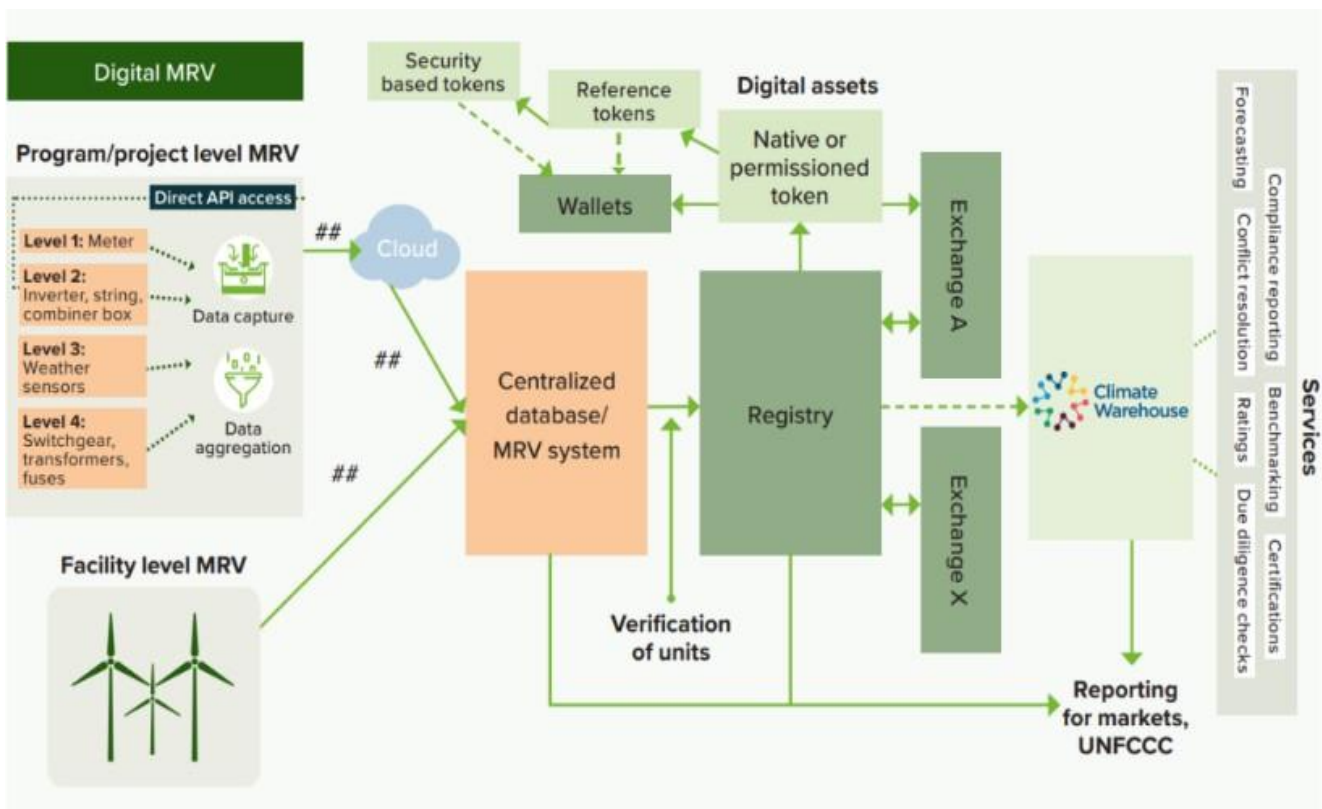 Digital MRV
Program/project level MRV
Direct API access
Level 1: Meter
Level 2:
Inverter, string,
combiner box
Level 3:
Weather
sensors
Level 4:
Switchgear,
transformers,
fuses
Data capture
Data
aggregation
Facility level MRV
##
Cloud
##
##
Security
based tokens
Reference
tokens
Digital assets
Native or
permissioned
token
Wallets
Centralized
database/
MRV system
Verification
of units
Registry
Exchange A
Exchange X
Climate
Warehouse
Reporting
for markets,
UNFCCC
Forecasting
Compliance reporting
Conflict resolution
Benchmarking
Ratings
Due diligence checks
Certifications
Services